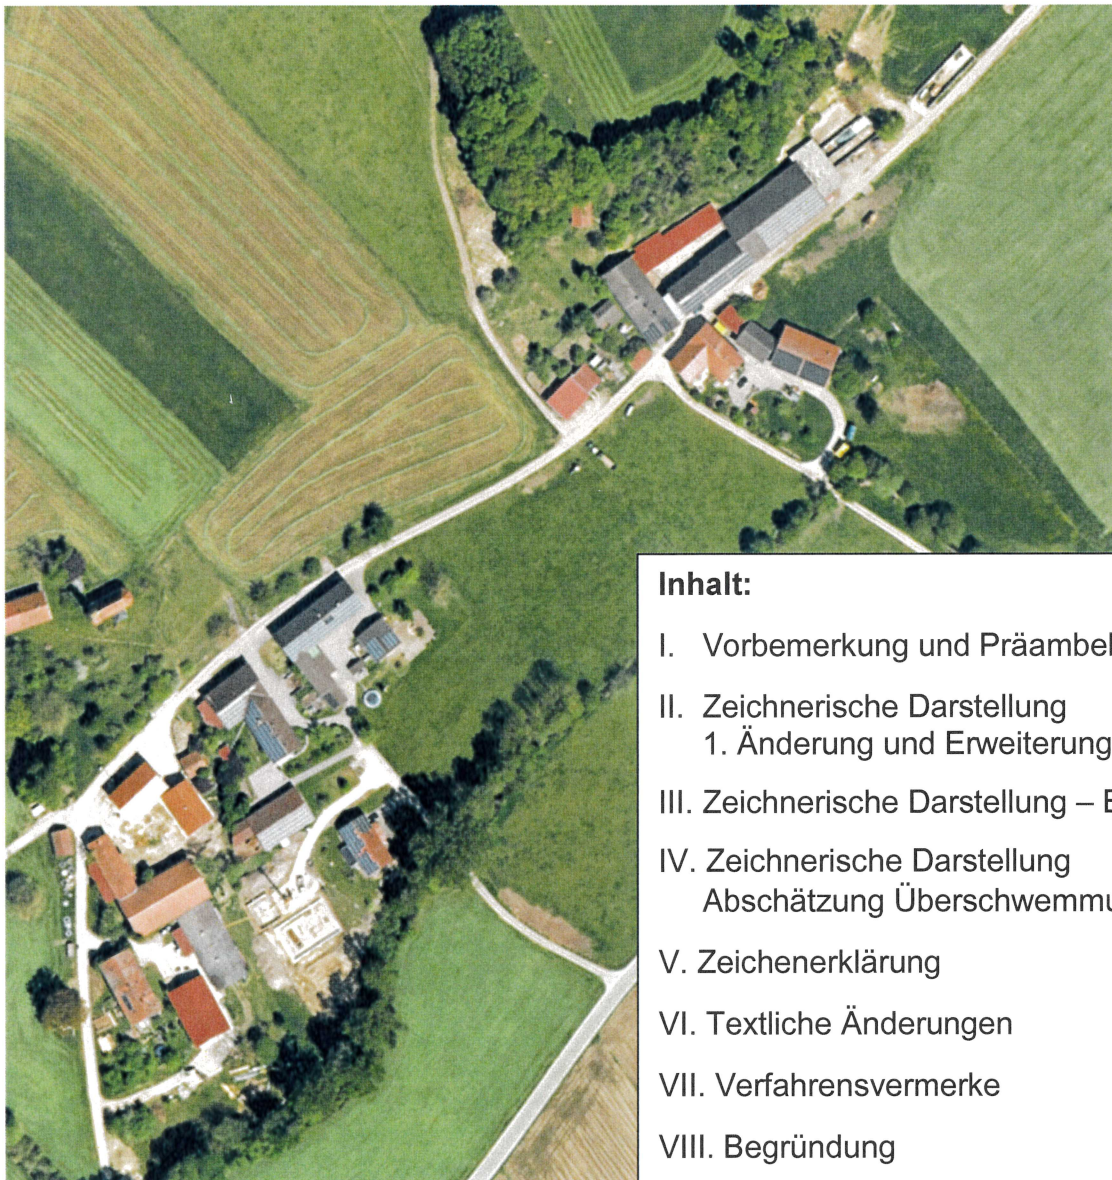 Inhalt:
I. Vorbemerkung und Präambel
II. Zeichnerische Darstellung
1. Änderung und Erweiterung
III. Zeichnerische Darstellung –
IV. Zeichnerische Darstellung
Abschätzung
V. Zeichenerklärung
VI. Textliche Änderungen
VII. Verfahrensvermerke
VIII. Begründung